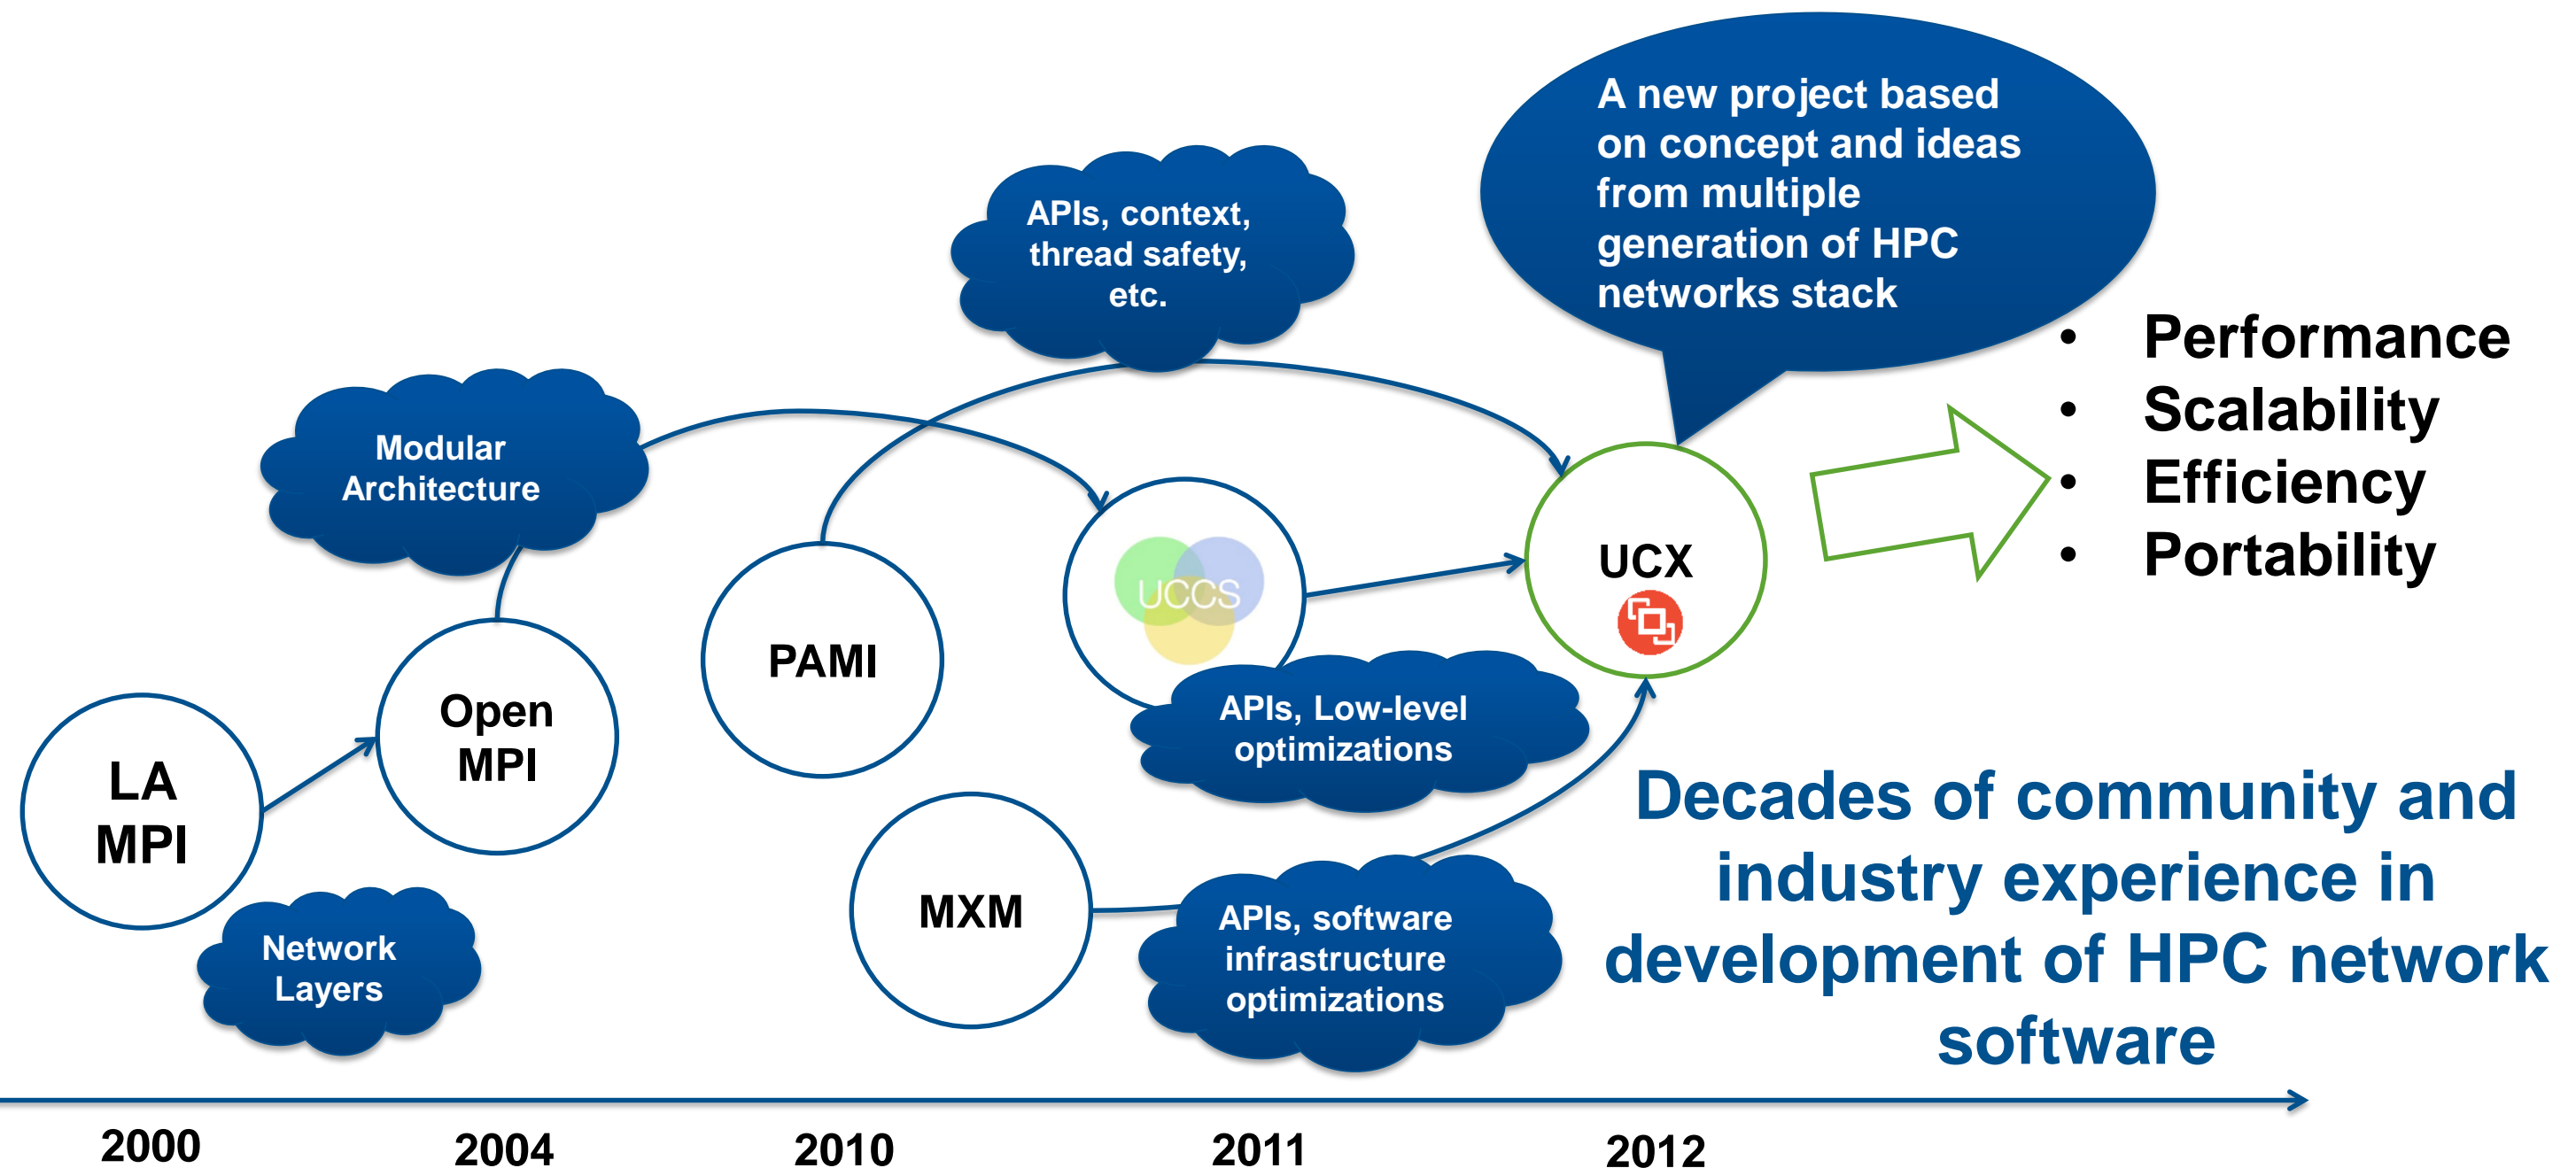 A new project based
on concept and ideas
from multiple
generation of HPC
networks stack
APIs, context,
thread safety,
etc.
• Performance
• Scalability
• Efficiency
• Portability
Modular
Architecture
UCCS
UCX
PAMI
Open
MPI
LA
MPI
APIs, Low-level
optimizations
MXM
APIs, software
infrastructure
optimizations
Network
Layers
Decades of community and
industry experience in
development of HPC network
software
2000 2004 2010 2011 2012